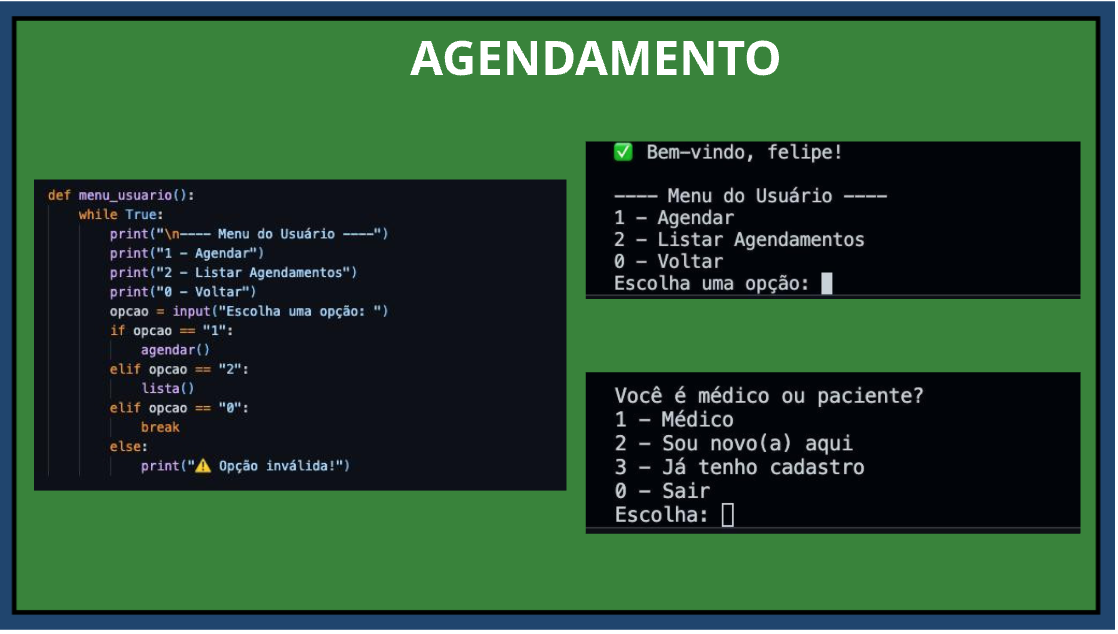 AGENDAMENTO
def menu_usuario():
    while True:
        print("\n---- Menu do Usuário ----")
        print("1 - Agendar")
        print("2 - Listar Agendamentos")
        print("0 - Voltar")
        opcao = input("Escolha uma opção: ")
        if opcao == "1":
            agendar()
        elif opcao == "2":
            lista()
        elif opcao == "0":
            break
        else:
            print("⚠️ Opção inválida!")
✅ Bem-vindo, felipe!
---- Menu do Usuário ----
1 - Agendar
2 - Listar Agendamentos
0 - Voltar
Escolha uma opção:
Você é médico ou paciente?
1 - Médico
2 - Sou novo(a) aqui
3 - Já tenho cadastro
0 - Sair
Escolha: